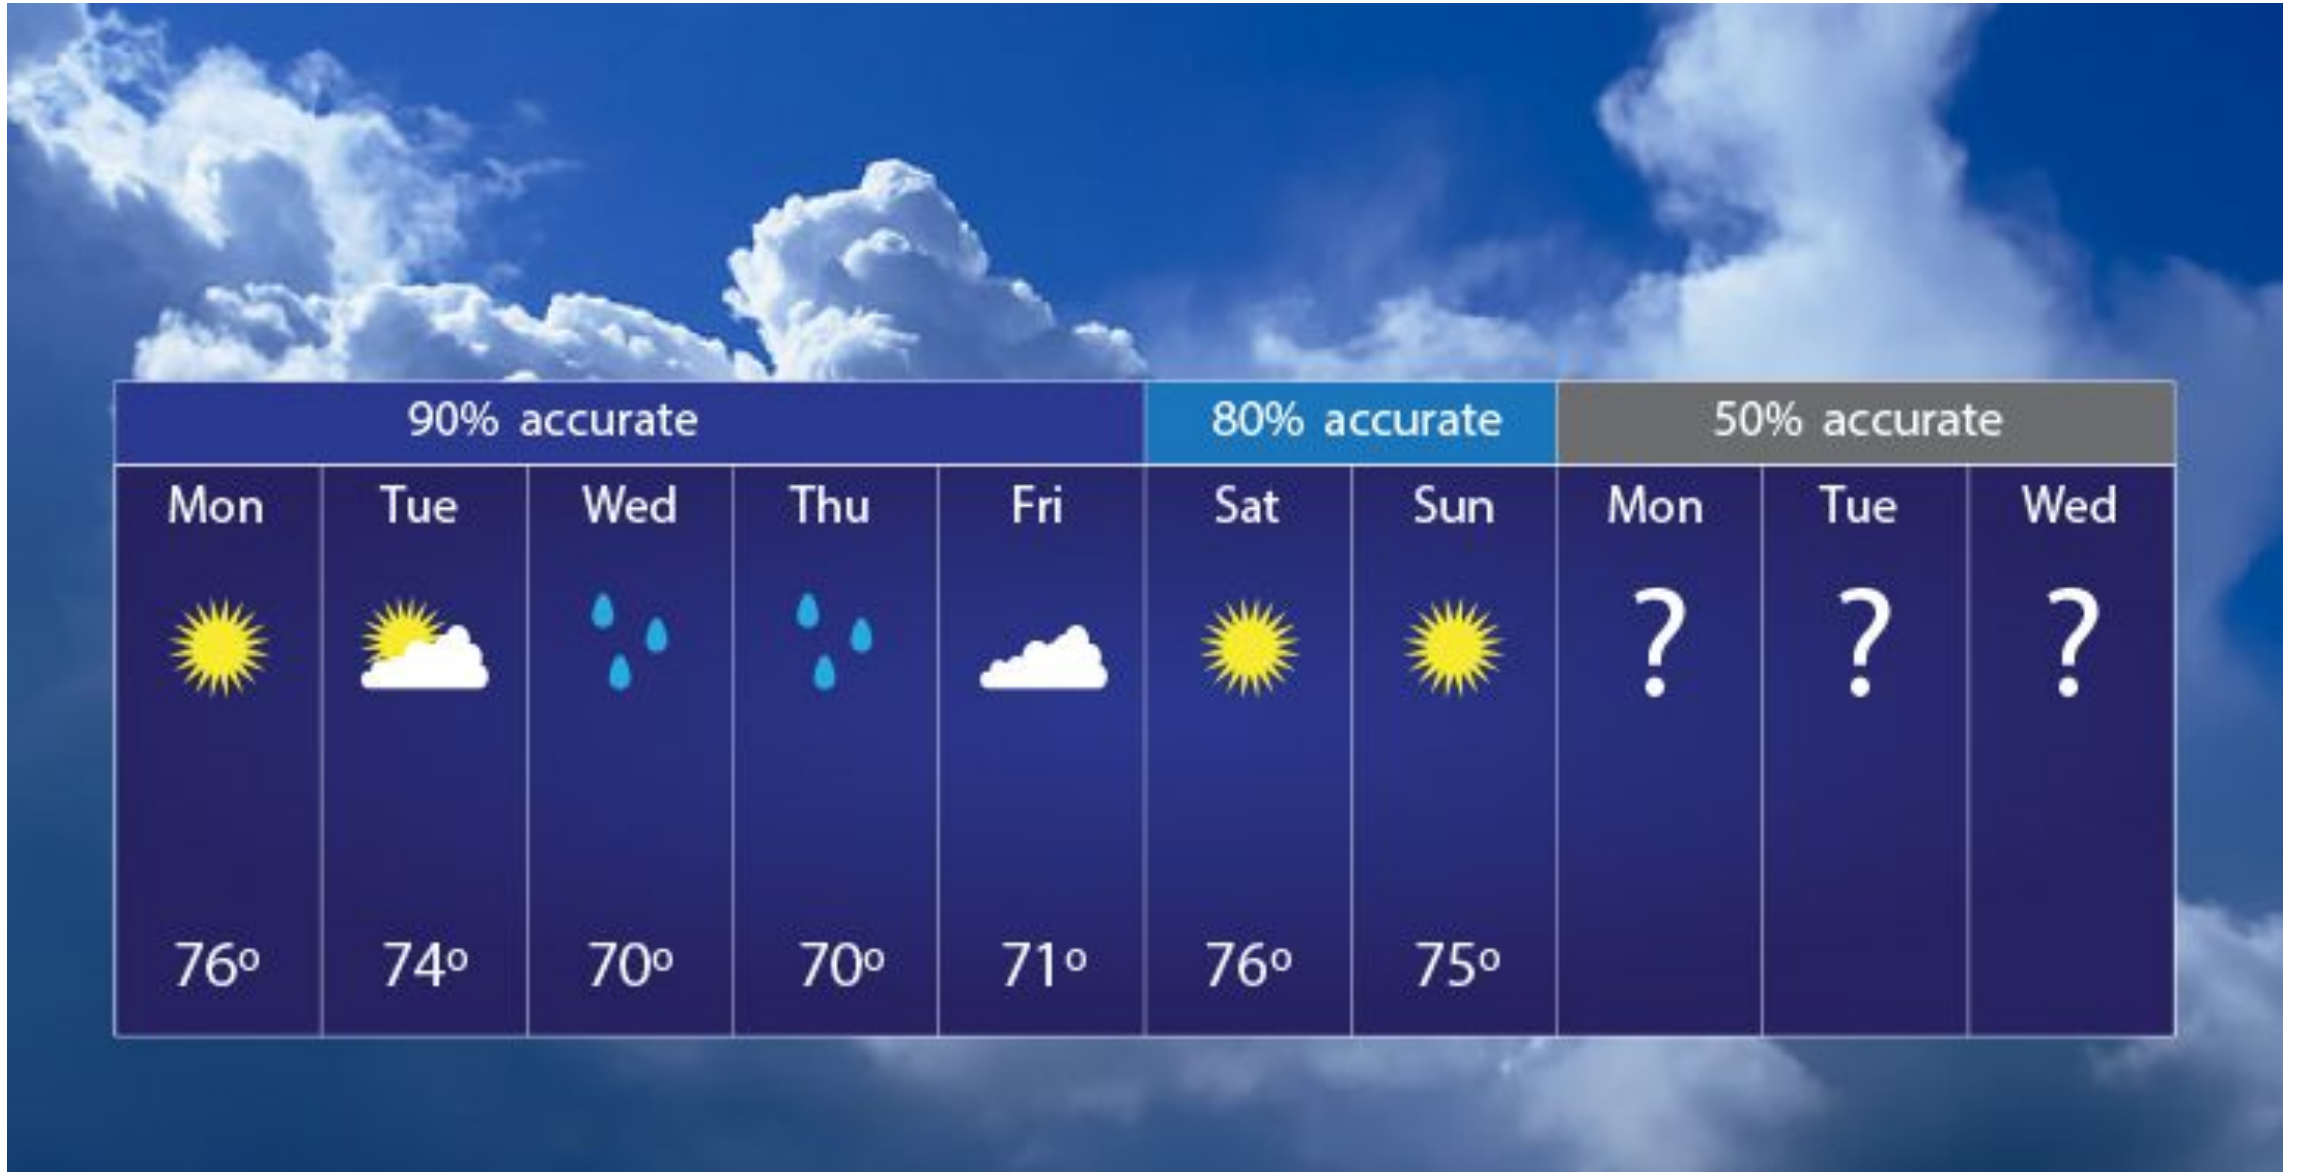 90% accurate 80% accurate 50% accurate
Mon Tue Wed Thu Fri Sat Sun Mon Tue Wed
? ? ?
76º 74º 70º 70º 71º 76º 75º